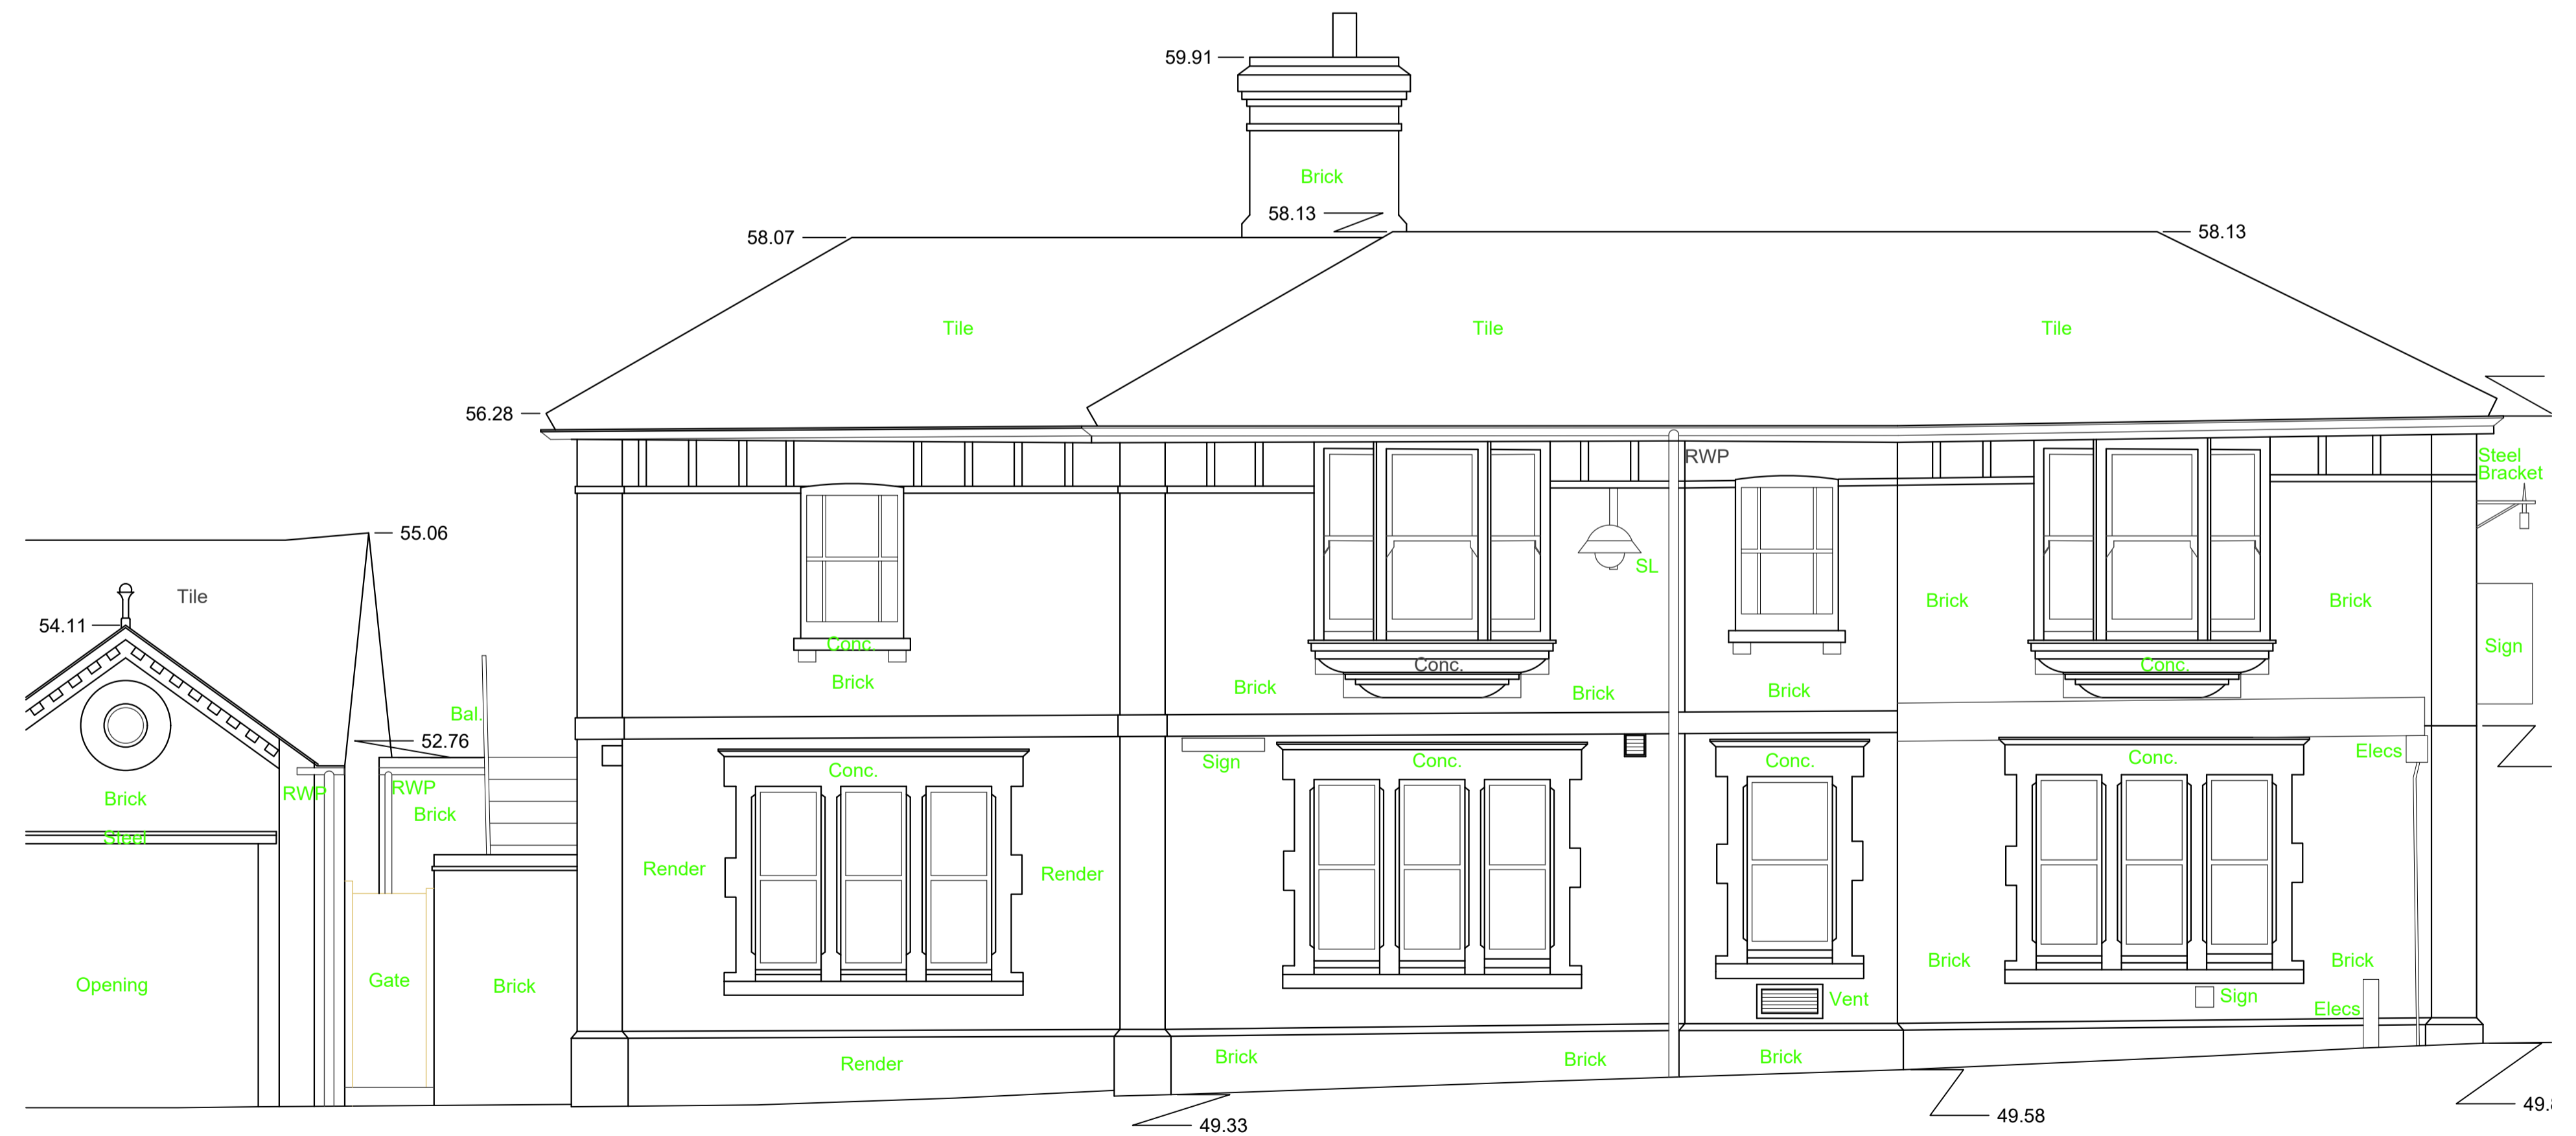 59.91
Brick
58.13
58.07
58.13
Tile
Tile
Tile
56.28
RWP
Steel
Bracket
55.06
SL
Tile
Brick
Brick
54.11
Conc.
Sign
Conc.
Conc.
Brick
Brick
Brick
Brick
Bal.
52.76
Elecs
Conc.
Sign
Conc.
Conc.
Conc.
RWP
RWP
Brick
Brick
Steel
Render
Render
Brick
Brick
Opening
Gate
Brick
Vent
Sign
Elecs
Render
Brick
Brick
Brick
49.33
49.58